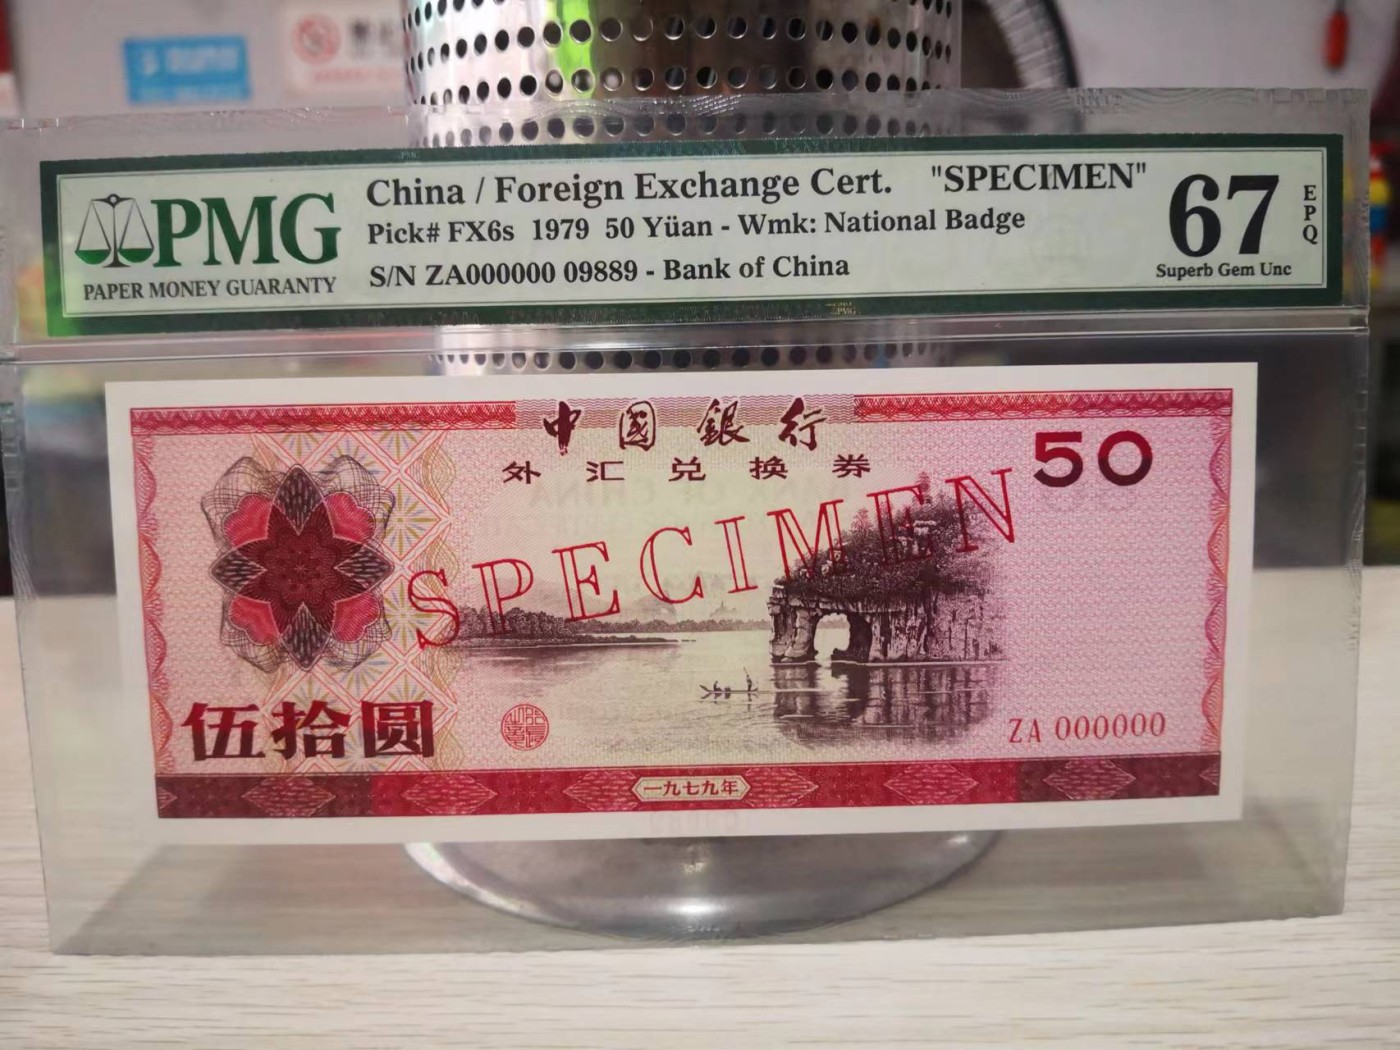 PMG
PAPER MONEY GUARANTY
China / Foreign Exchange Cert. "SPECIMEN"
Pick# FX6s 1979 50 Yüan - Wmk: National Badge
S/N ZA000000 09889 - Bank of China
67
EPQ
Superb Gem Unc
中國銀行
外汇兑换券
50
SPECIMEN
伍拾圆
ZA 000000
一九七九年